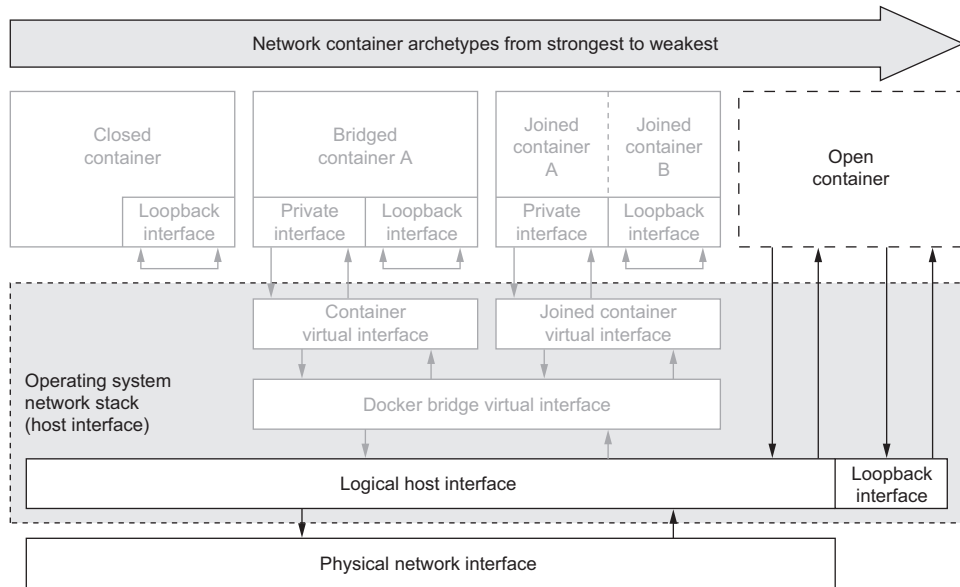 Network container archetypes from strongest to weakest
Closed
container
Loopback
interface
Bridged
container A
Private
interface
Loopback
interface
Joined
container
A
Joined
container
B
Private
interface
Loopback
interface
Open
container
Container
virtual interface
Joined container
virtual interface
Operating system
network stack
(host interface)
Docker bridge virtual interface
Logical host interface
Loopback
interface
Physical network interface